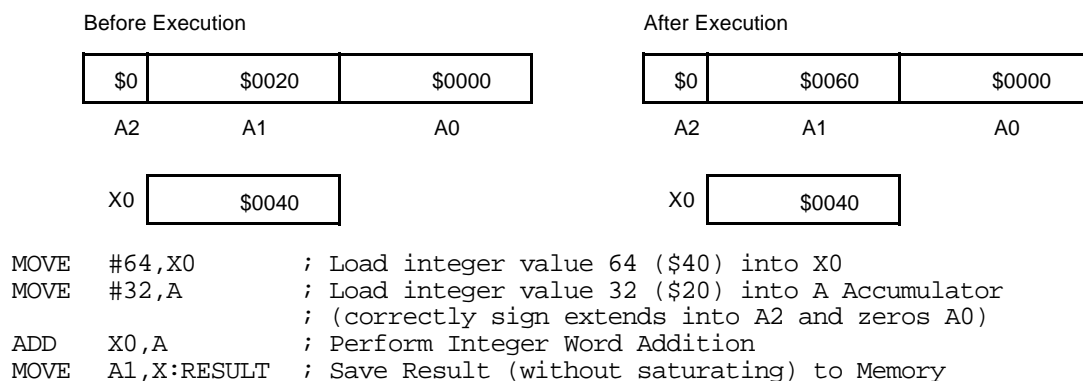 Before Execution After Execution
$0 $0020 $0000 $0 $0060 $0000
A2 A1 A0 A2 A1 A0
X0 $0040 X0 $0040
MOVE #64,X0 ; Load integer value 64 ($40) into X0
MOVE #32,A ; Load integer value 32 ($20) into A Accumulator
; (correctly sign extends into A2 and zeros A0)
ADD X0,A ; Perform Integer Word Addition
MOVE A1,X:RESULT ; Save Result (without saturating) to Memory